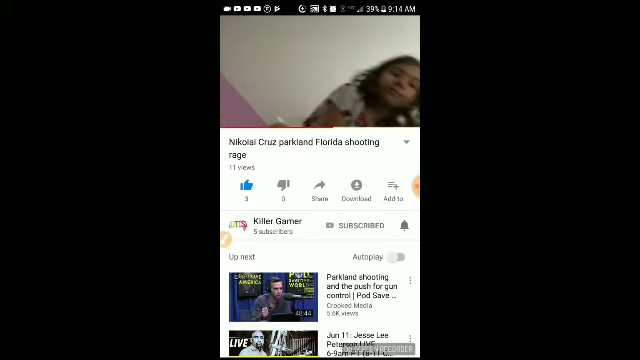 39% 9:14 AM
Nikolai Cruz parkland Florida shooting
rage
11 views
3
0
Share
Download
Add to
Killer Gamer
5 subscribers
SUBSCRIBED
Up next
Autoplay
Parkland shooting
and the push for gun
control | Pod Save ...
Crooked Media
5.6K views
48:44
Jun 11: Jesse Lee
LIVE
RECORDER